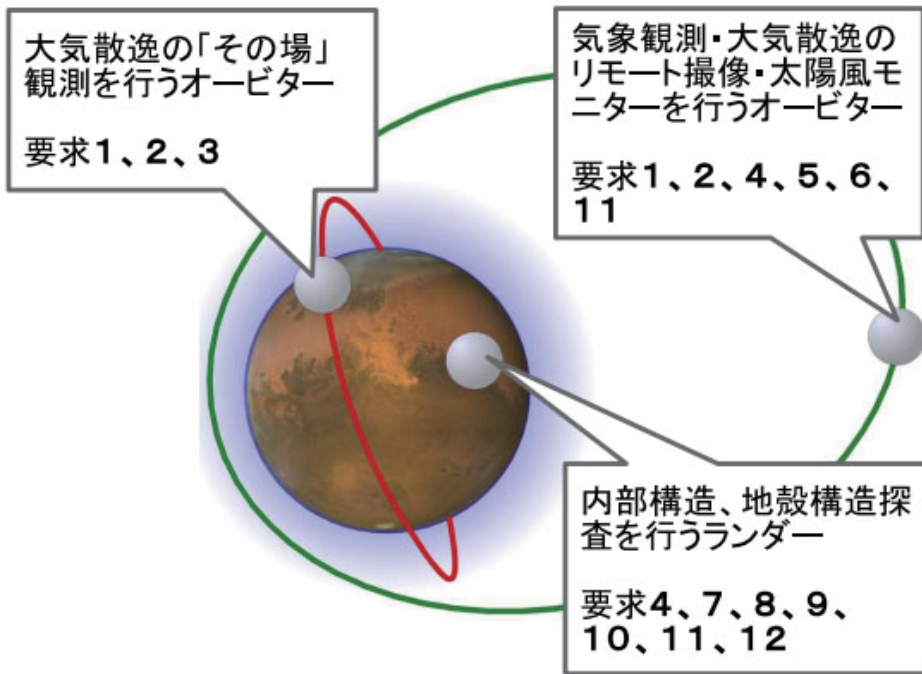 大気散逸の「その場」
観測を行うオービター
要求１、２、３
気象観測・大気散逸の
リモート撮像・太陽風モ
ニターを行うオービター
要求１、２、４、５、６、
１１
内部構造、地殻構造探
査を行うランダー
要求４、７、８、９、
１０、１１、１２